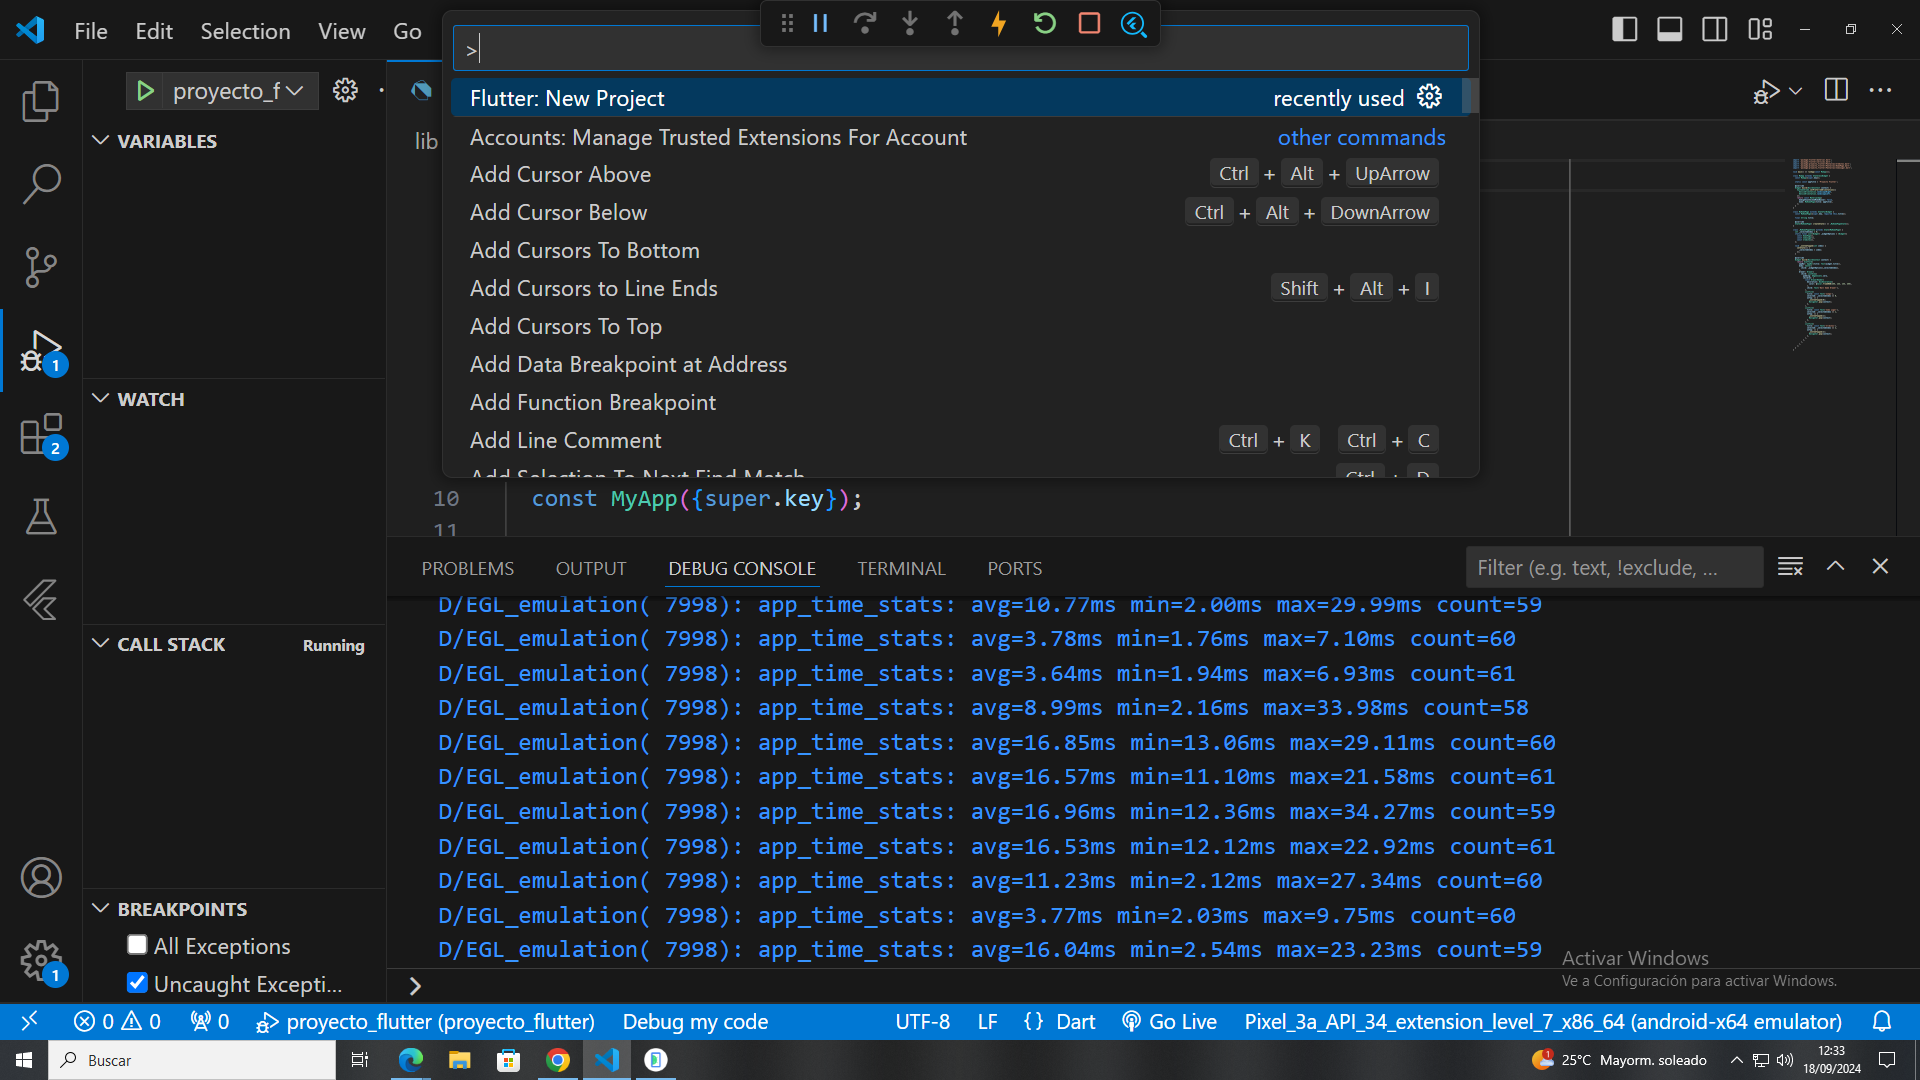 File Edit Selection View Go
>
Flutter: New Project recently used
Accounts: Manage Trusted Extensions For Account other commands
Add Cursor Above Ctrl + Alt + UpArrow
Add Cursor Below Ctrl + Alt + DownArrow
Add Cursors To Bottom
Add Cursors to Line Ends Shift + Alt + I
Add Cursors To Top
Add Data Breakpoint at Address
Add Function Breakpoint
Add Line Comment Ctrl + K Ctrl + C
Add Selection To Next Find Match Ctrl + D
proyecto_f
lib
VARIABLES
WATCH
CALL STACK Running
BREAKPOINTS
All Exceptions
Uncaught Excepti...
1
2
1
10 const MyApp({super.key});
11
PROBLEMS OUTPUT DEBUG CONSOLE TERMINAL PORTS Filter (e.g. text, !exclude, ...
D/EGL_emulation( 7998): app_time_stats: avg=10.77ms min=2.00ms max=29.99ms count=59
D/EGL_emulation( 7998): app_time_stats: avg=3.78ms min=1.76ms max=7.10ms count=60
D/EGL_emulation( 7998): app_time_stats: avg=3.64ms min=1.94ms max=6.93ms count=61
D/EGL_emulation( 7998): app_time_stats: avg=8.99ms min=2.16ms max=33.98ms count=58
D/EGL_emulation( 7998): app_time_stats: avg=16.85ms min=13.06ms max=29.11ms count=60
D/EGL_emulation( 7998): app_time_stats: avg=16.57ms min=11.10ms max=21.58ms count=61
D/EGL_emulation( 7998): app_time_stats: avg=16.96ms min=12.36ms max=34.27ms count=59
D/EGL_emulation( 7998): app_time_stats: avg=16.53ms min=12.12ms max=22.92ms count=61
D/EGL_emulation( 7998): app_time_stats: avg=11.23ms min=2.12ms max=27.34ms count=60
D/EGL_emulation( 7998): app_time_stats: avg=3.77ms min=2.03ms max=9.75ms count=60
D/EGL_emulation( 7998): app_time_stats: avg=16.04ms min=2.54ms max=23.23ms count=59
Activar Windows
Ve a Configuración para activar Windows.
0 0 0 proyecto_flutter (proyecto_flutter) Debug my code UTF-8 LF {} Dart Go Live Pixel_3a_API_34_extension_level_7_x86_64 (android-x64 emulator)
Buscar 1 25°C Mayorm. soleado 12:33
18/09/2024